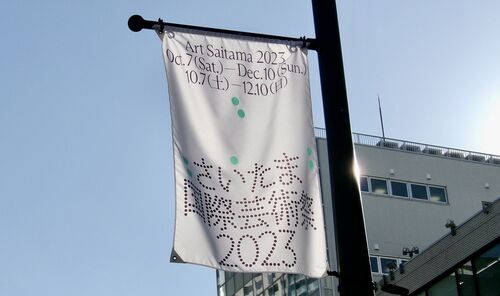 Art Saitama 2023
Oct.7(Sat.)—Dec.10(Sun.)
10.7(土)—12.10(日)
さいたま
国際芸術祭
2023